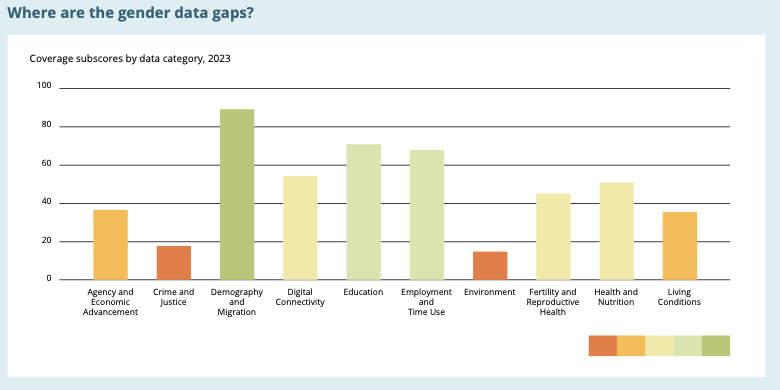 Where are the gender data gaps?
Coverage subscores by data category, 2023
100
80
60
40
20
0
Agency and
Economic
Advancement
Crime and
Justice
Demography
and
Migration
Digital
Connectivity
Education
Employment
and
Time Use
Environment
Fertility and
Reproductive
Health
Health and
Nutrition
Living
Conditions